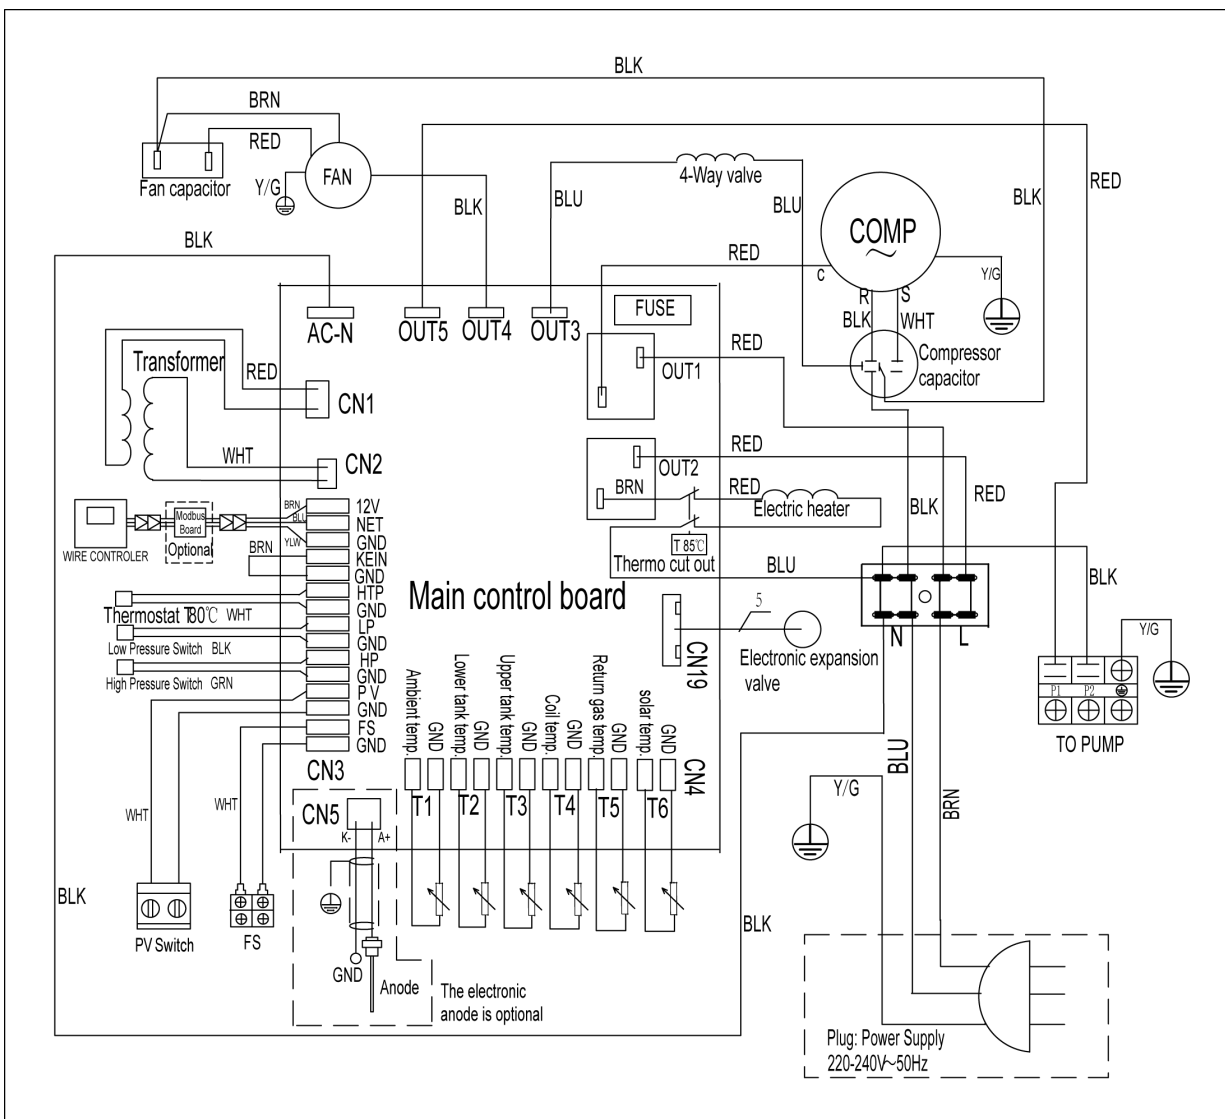 BLK
BRN
RED
Fan capacitor
Y/G
FAN
BLK
BLU
4-Way valve
BLU
COMP
C
R
S
BLK
WHT
Y/G
BLK
RED
RED
BLK
AC-N
OUT5
OUT4
OUT3
FUSE
OUT1
RED
Compressor
capacitor
Transformer
RED
CN1
WHT
CN2
OUT2
RED
BRN
RED
Electric heater
T 85℃
Thermo cut out
BLU
BLK
RED
BLK
WIRE CONTROLER
Modbus
Board
Optional
BRN
BLU
YLW
BRN
12V
NET
GND
KEIN
GND
HTP
GND
LP
GND
HP
GND
PV
GND
FS
GND
CN3
Thermostat T80℃ WHT
Low Pressure Switch BLK
High Pressure Switch GRN
Main control board
CN19
5
Electronic expansion
valve
N
L
Y/G
P1
P2
TO PUMP
Ambient temp.
GND
Lower tank temp.
GND
Upper tank temp.
GND
Coil temp.
GND
Return gas temp.
GND
solar temp.
GND
CN4
T1
T2
T3
T4
T5
T6
CN5
K-
A+
GND
Anode
The electronic
anode is optional
WHT
WHT
PV Switch
FS
BLK
BLK
BLU
BRN
Y/G
Plug: Power Supply
220-240V~50Hz